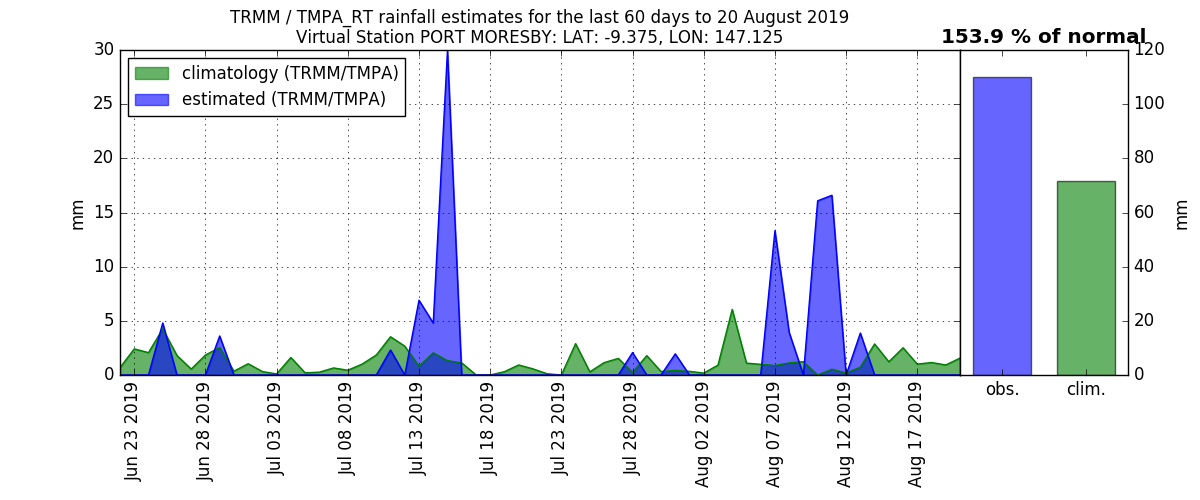 TRMM / TMPA_RT rainfall estimates for the last 60 days to 20 August 2019
Virtual Station PORT MORESBY: LAT: -9.375, LON: 147.125
153.9 % of normal
climatology (TRMM/TMPA)
estimated (TRMM/TMPA)
30
25
20
15
10
5
0
mm
Jun 23 2019
Jun 28 2019
Jul 03 2019
Jul 08 2019
Jul 13 2019
Jul 18 2019
Jul 23 2019
Jul 28 2019
Aug 02 2019
Aug 07 2019
Aug 12 2019
Aug 17 2019
obs.
clim.
120
100
80
60
40
20
0
mm